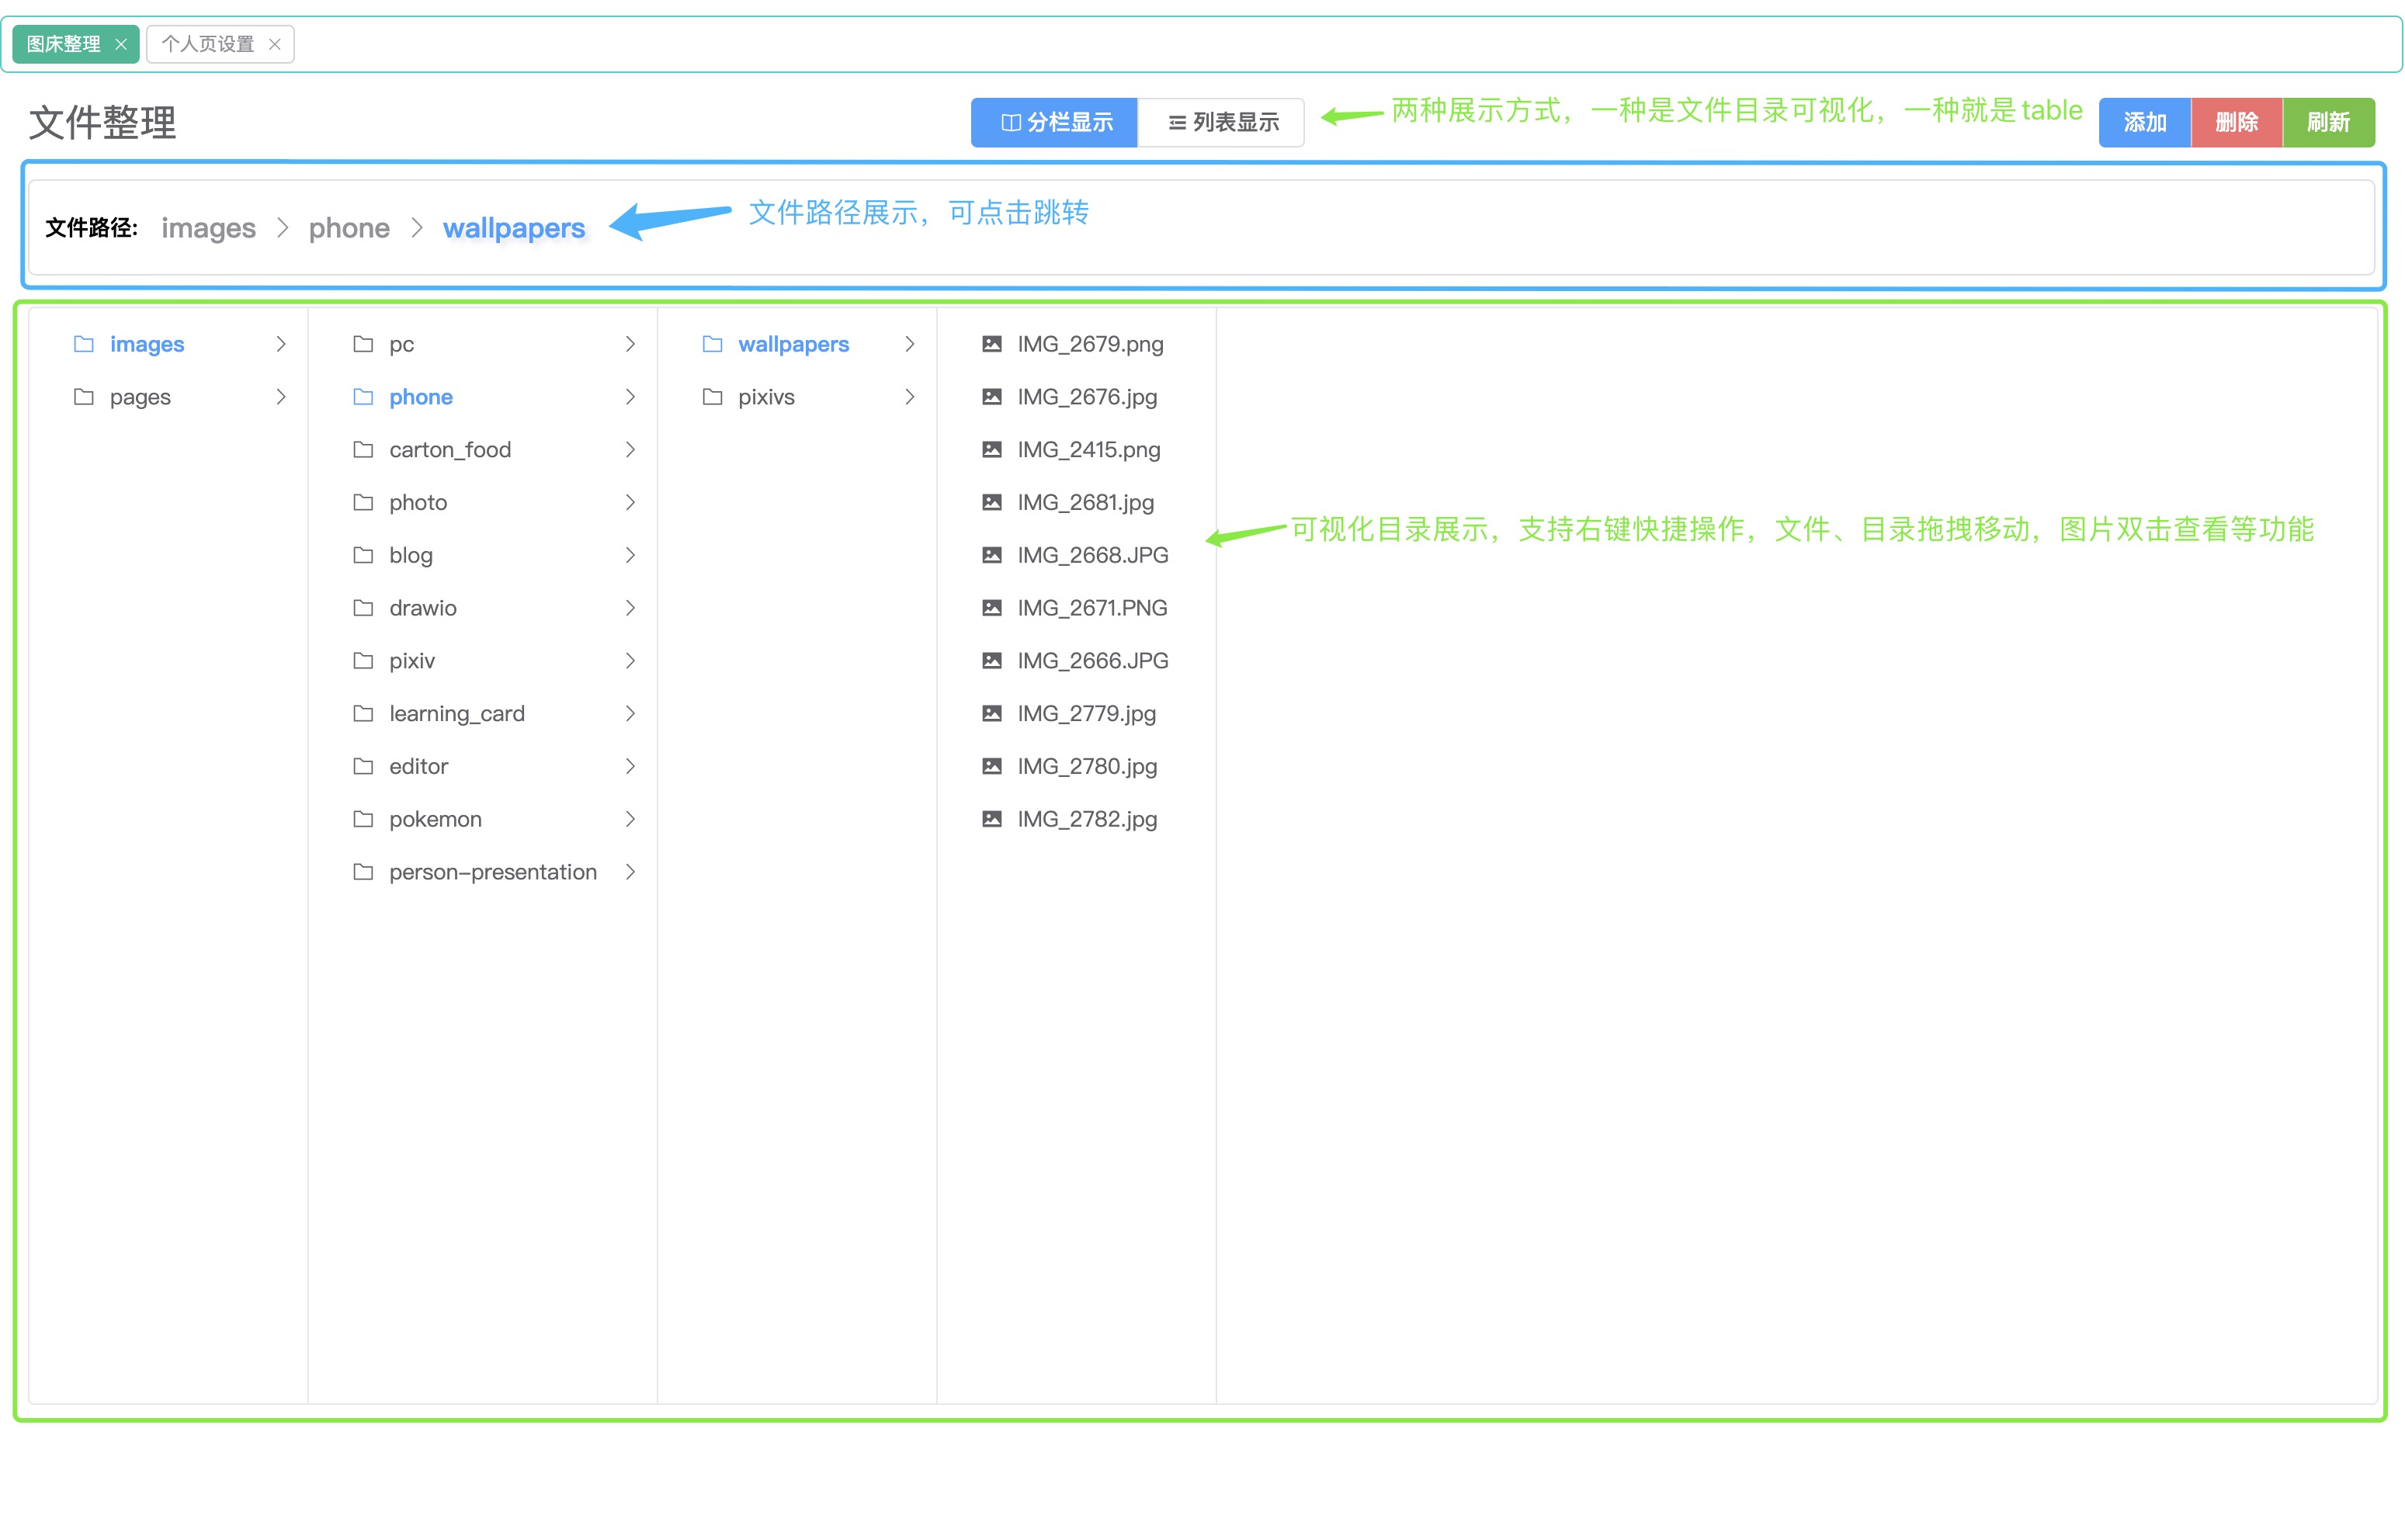 图床整理 个人页设置
文件整理 分栏显示 列表显示 两种展示方式，一种是文件目录可视化，一种就是table 添加 删除 刷新
文件路径: images phone wallpapers 文件路径展示，可点击跳转
images pc wallpapers IMG_2679.png
pages phone pixivs IMG_2676.jpg
carton_food IMG_2415.png
photo IMG_2681.jpg
可视化目录展示，支持右键快捷操作，文件、目录拖拽移动，图片双击查看等功能
blog IMG_2668.JPG
drawio IMG_2671.PNG
pixiv IMG_2666.JPG
learning_card IMG_2779.jpg
editor IMG_2780.jpg
pokemon IMG_2782.jpg
person-presentation